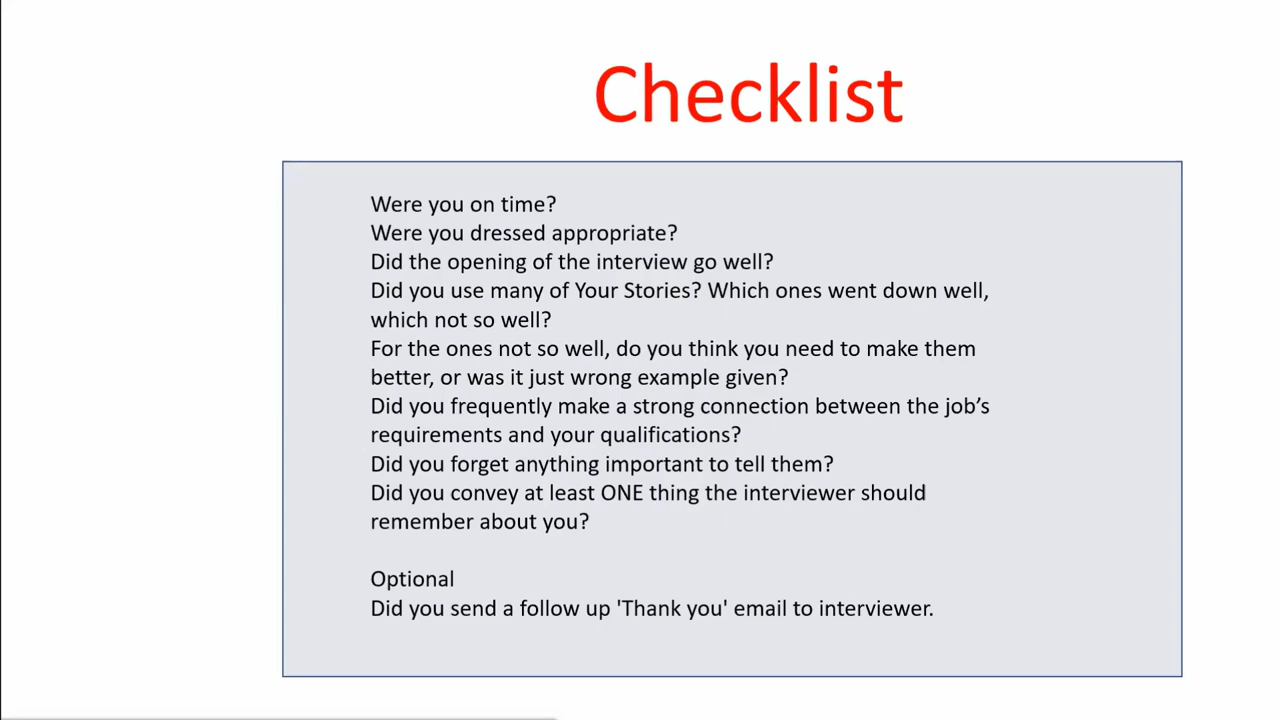 Checklist
Were you on time?
Were you dressed appropriate?
Did the opening of the interview go well?
Did you use many of Your Stories? Which ones went down well,
which not so well?
For the ones not so well, do you think you need to make them
better, or was it just wrong example given?
Did you frequently make a strong connection between the job’s
requirements and your qualifications?
Did you forget anything important to tell them?
Did you convey at least ONE thing the interviewer should
remember about you?
Optional
Did you send a follow up 'Thank you' email to interviewer.